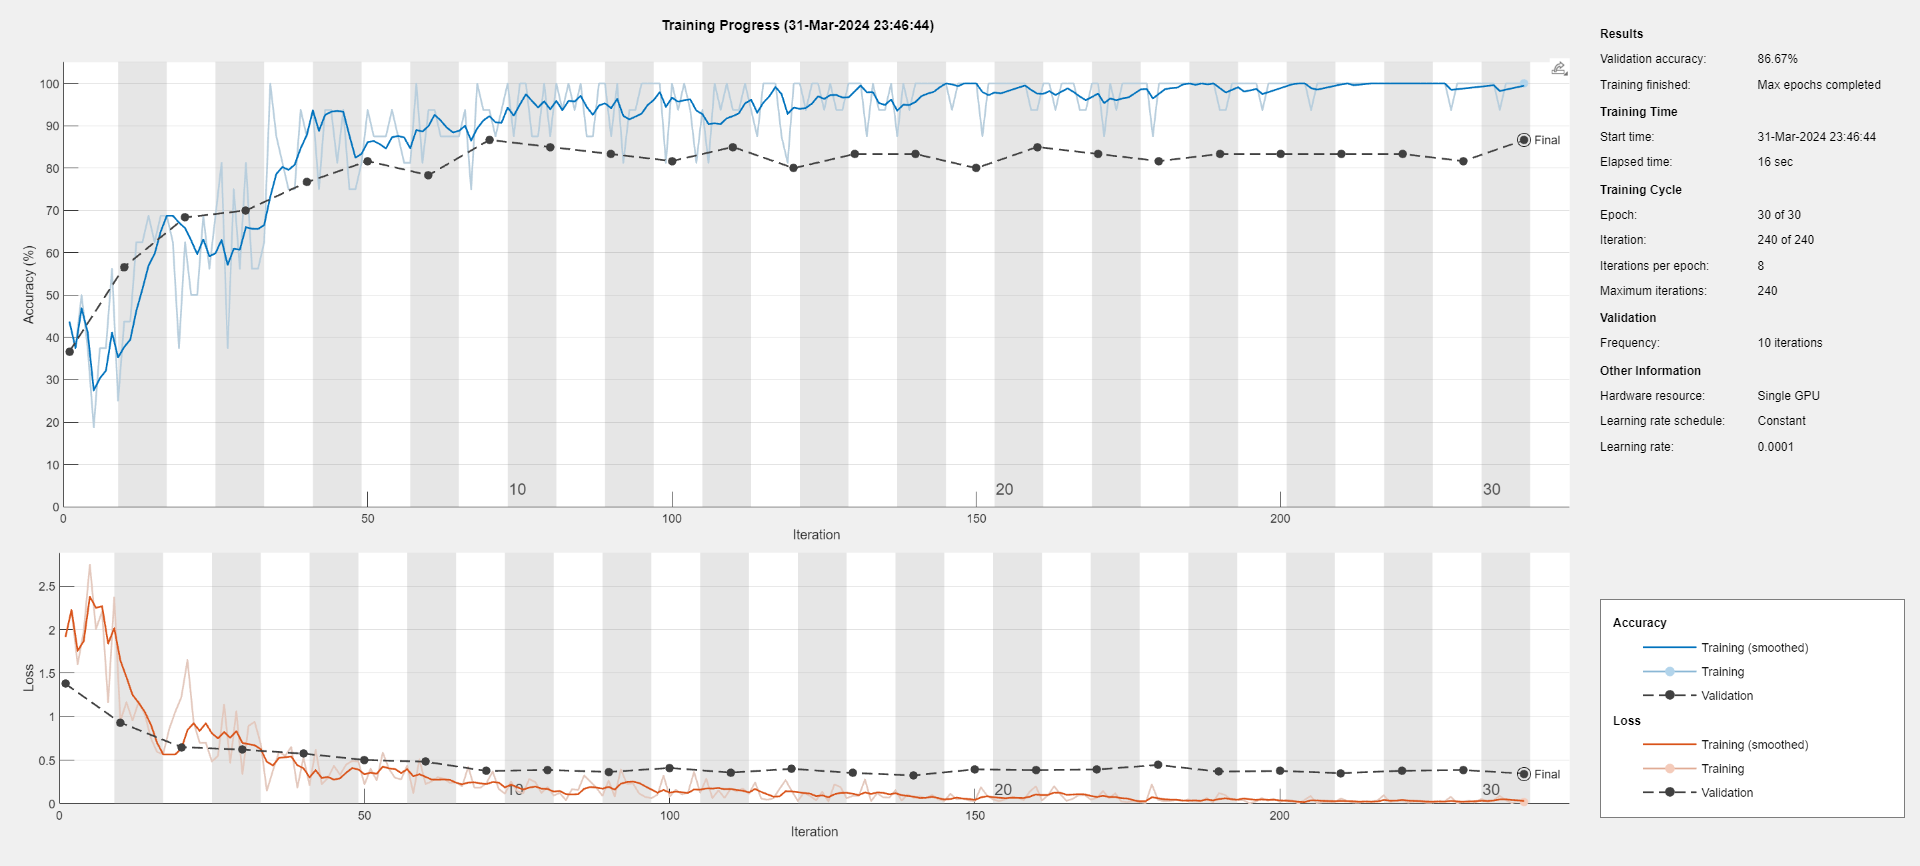 Training Progress (31-Mar-2024 23:46:44)
100
90
80
70
60
50
40
30
20
10
0
Accuracy (%)
Final
10
20
30
0
50
100
150
200
Iteration
2.5
2
1.5
1
0.5
0
Loss
Final
10
20
30
0
50
100
150
200
Iteration
Results
Validation accuracy: 86.67%
Training finished: Max epochs completed
Training Time
Start time: 31-Mar-2024 23:46:44
Elapsed time: 16 sec
Training Cycle
Epoch: 30 of 30
Iteration: 240 of 240
Iterations per epoch: 8
Maximum iterations: 240
Validation
Frequency: 10 iterations
Other Information
Hardware resource: Single GPU
Learning rate schedule: Constant
Learning rate: 0.0001
Accuracy
Training (smoothed)
Training
Validation
Loss
Training (smoothed)
Training
Validation